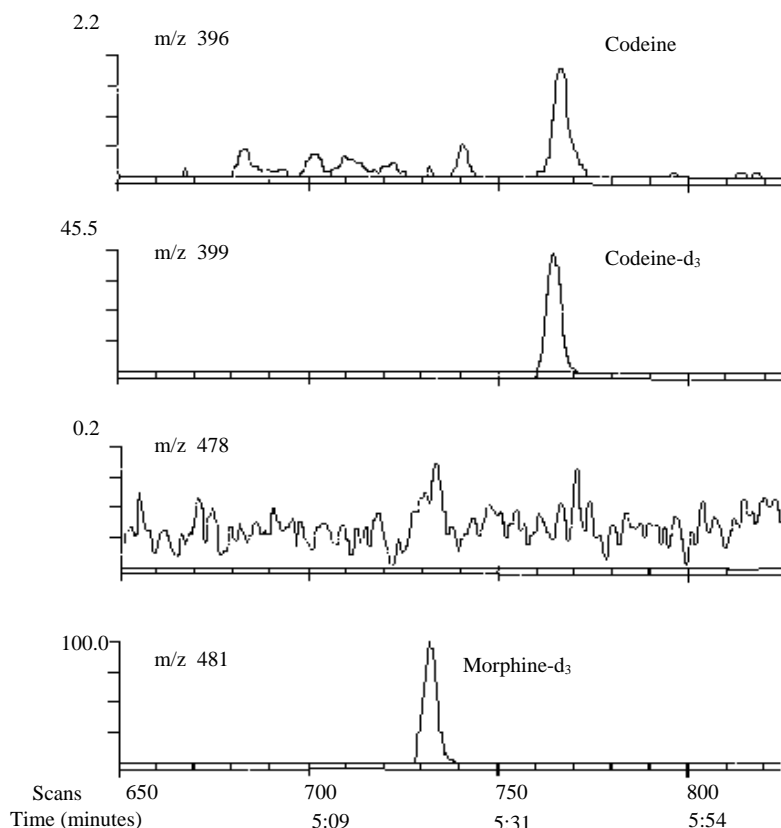 2.2
m/z 396
Codeine
45.5
m/z 399
Codeine-d₃
0.2
m/z 478
100.0
m/z 481
Morphine-d₃
Scans 650 700 750 800
Time (minutes) 5:09 5:31 5:54